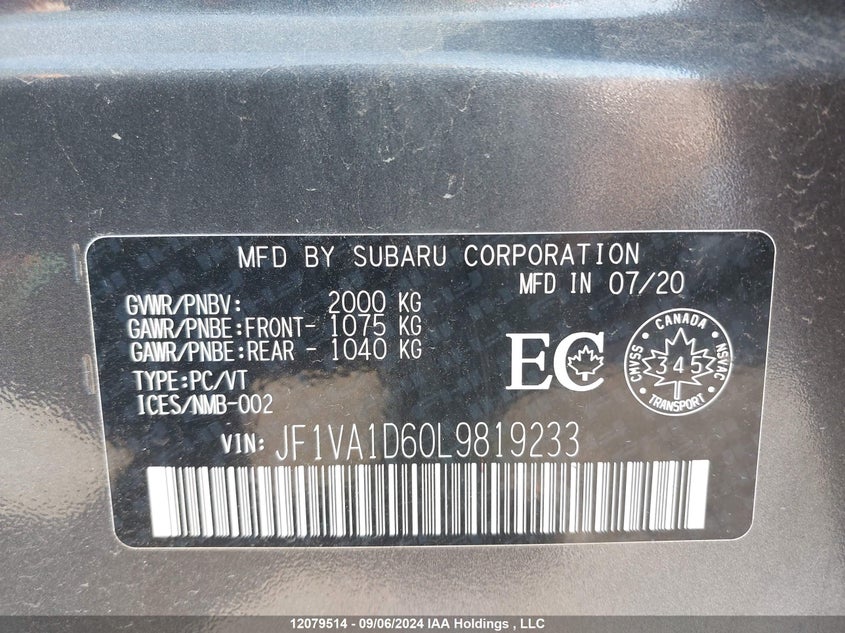 MFD BY SUBARU CORPORATION
MFD IN 07/20
GVWR/PNBV: 2000 KG
GAWR/PNBE:FRONT- 1075 KG
GAWR/PNBE:REAR - 1040 KG
TYPE:PC/VT
ICES/NMB-002
EC
CANADA
CMVSS 345 NSVAC
TRANSPORT
VIN: JF1VA1D60L9819233
12079514 - 09/06/2024 IAA Holdings , LLC